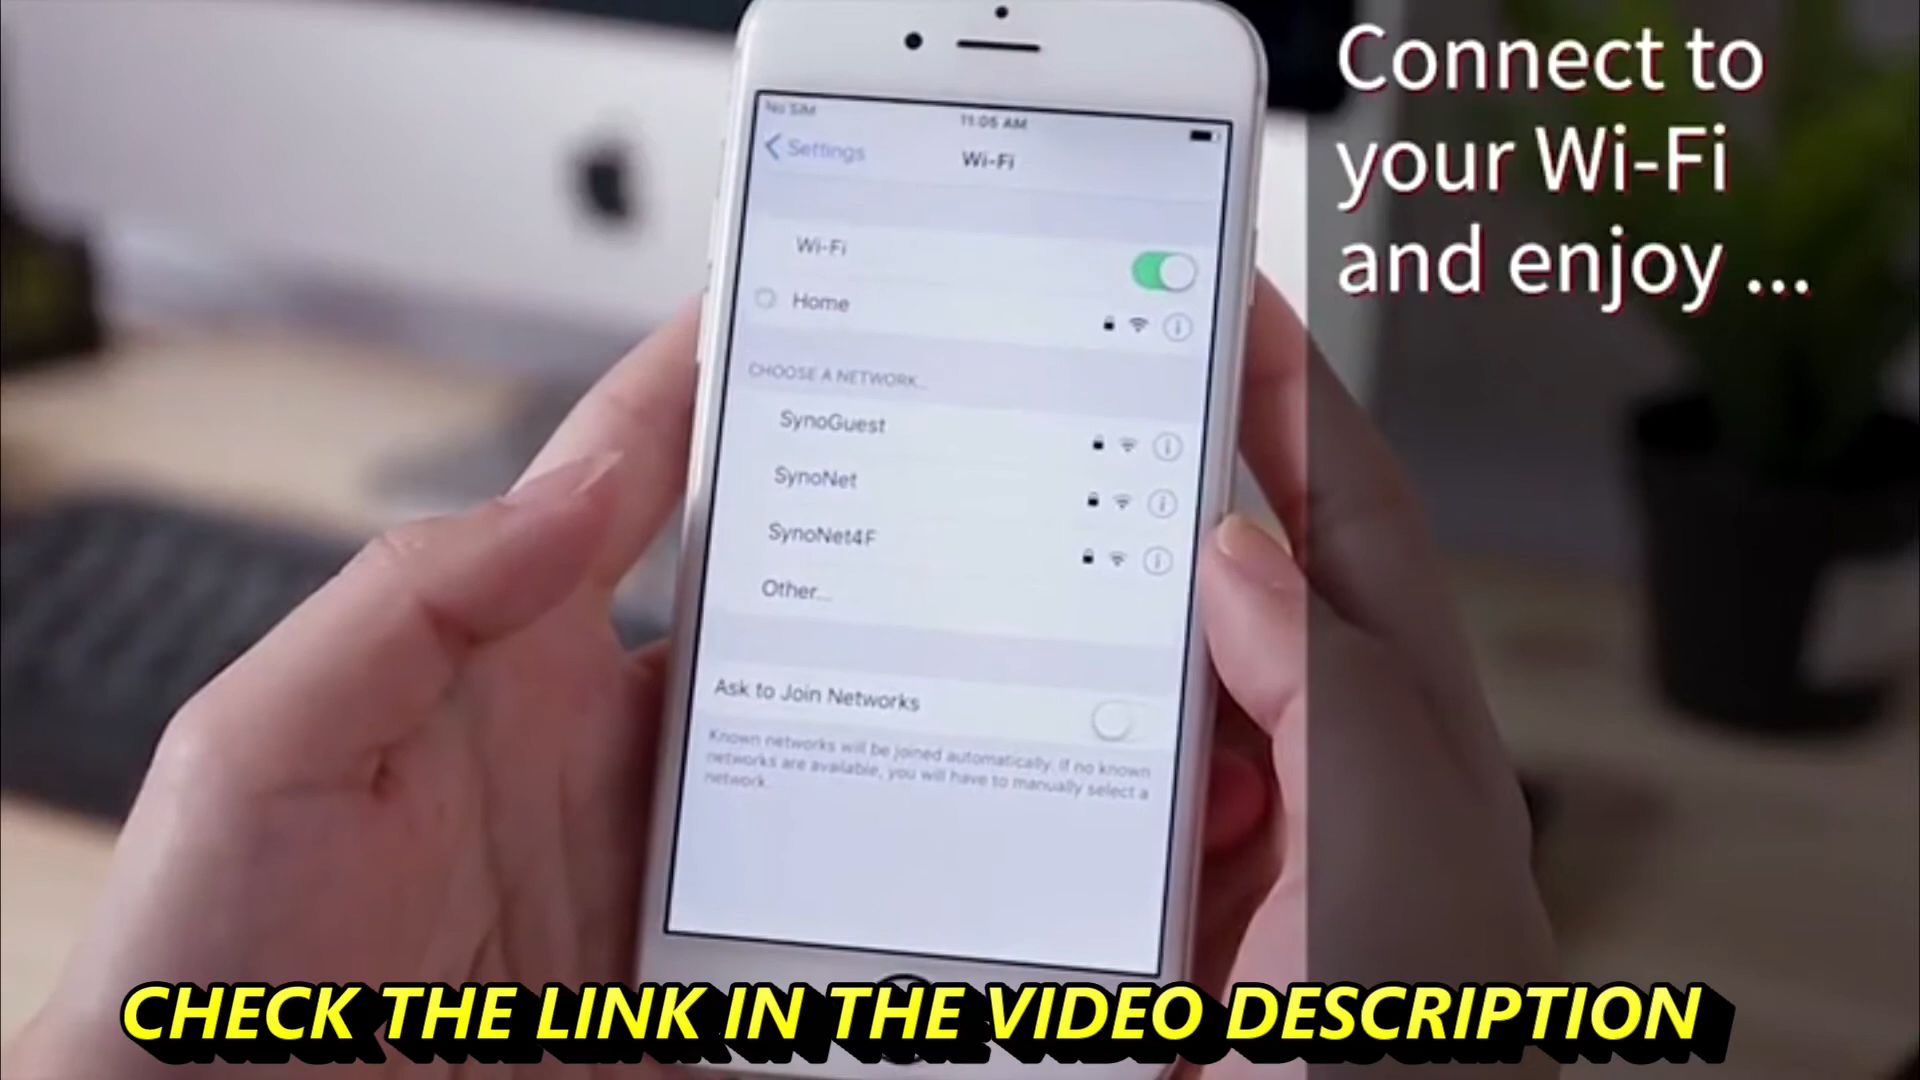 Connect to
your Wi-Fi
and enjoy ...
No SIM
11:05 AM
Settings
Wi-Fi
Wi-Fi
Home
CHOOSE A NETWORK...
SynoGuest
SynoNet
SynoNet4F
Other...
Ask to Join Networks
Known networks will be joined automatically. If no known
networks are available, you will have to manually select a
network.
CHECK THE LINK IN THE VIDEO DESCRIPTION